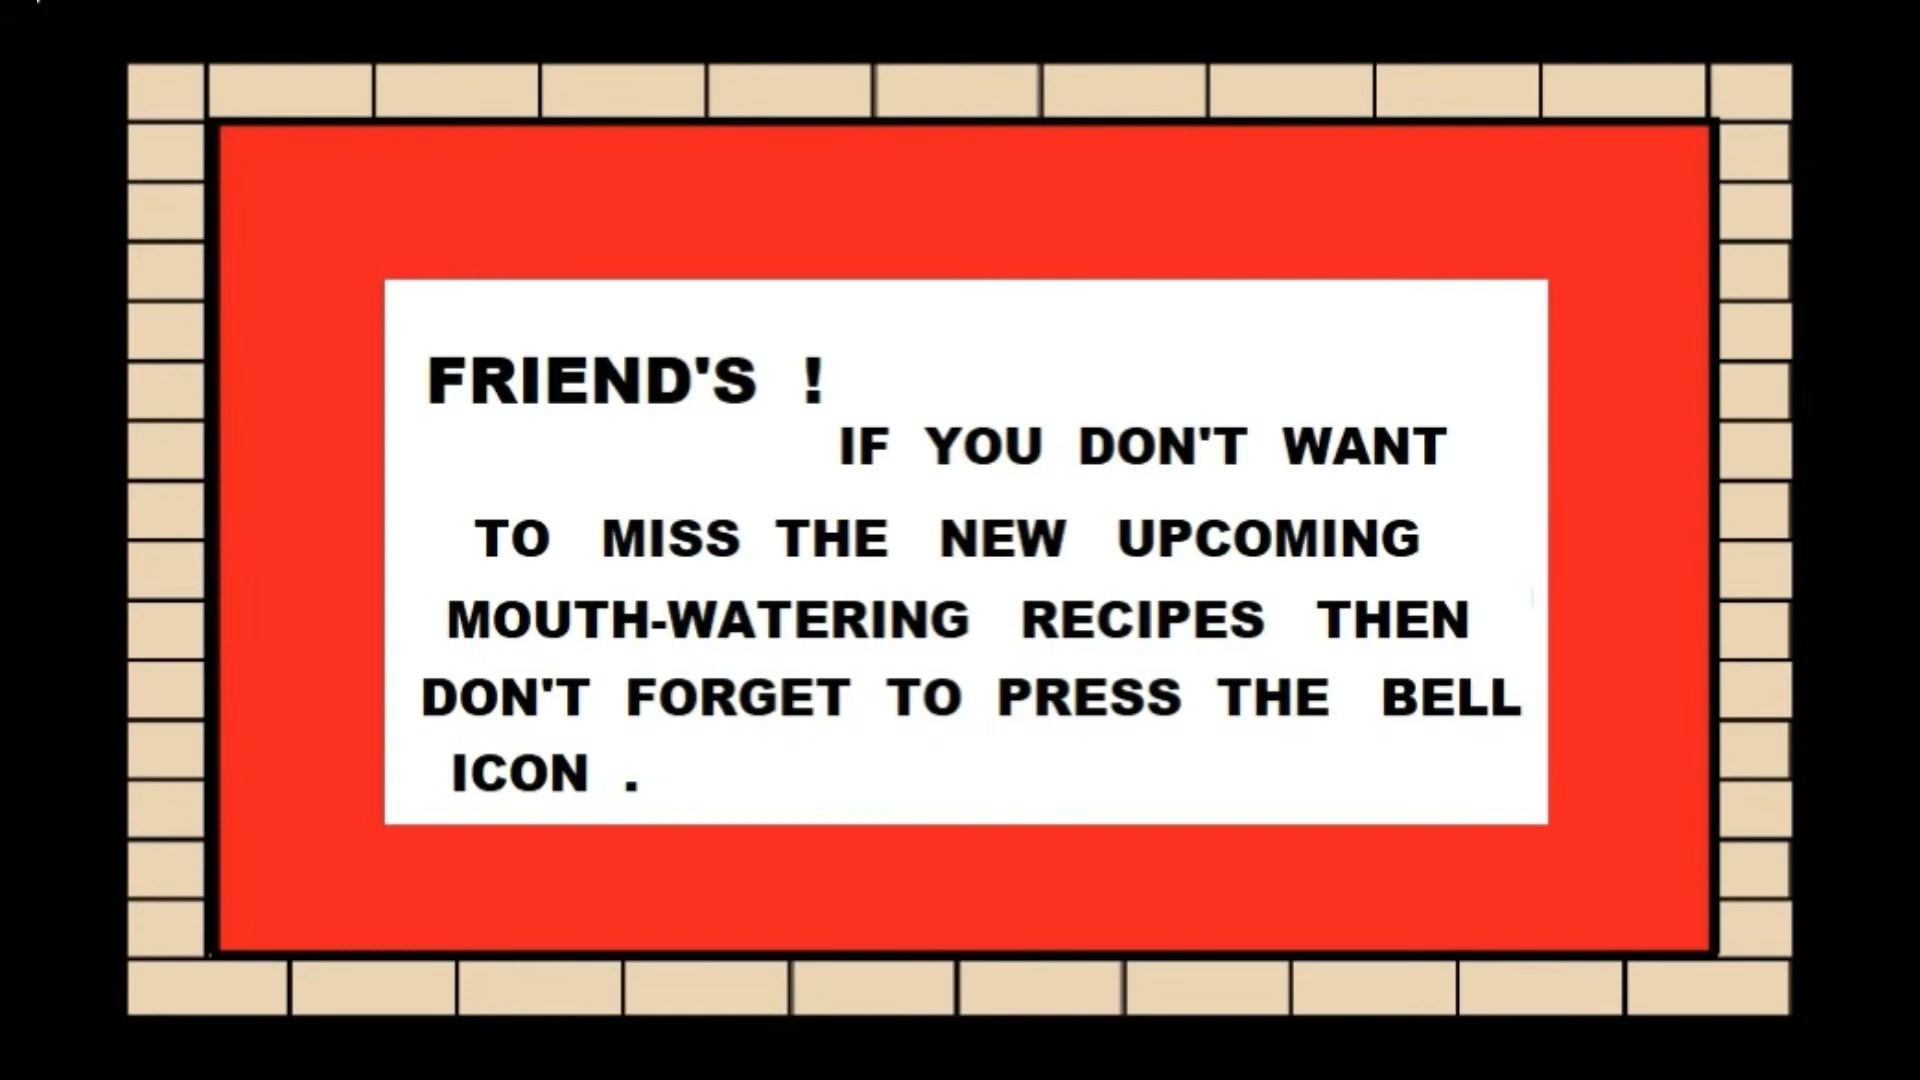 FRIEND'S !
IF YOU DON'T WANT
TO MISS THE NEW UPCOMING
MOUTH-WATERING RECIPES THEN
DON'T FORGET TO PRESS THE BELL
ICON .